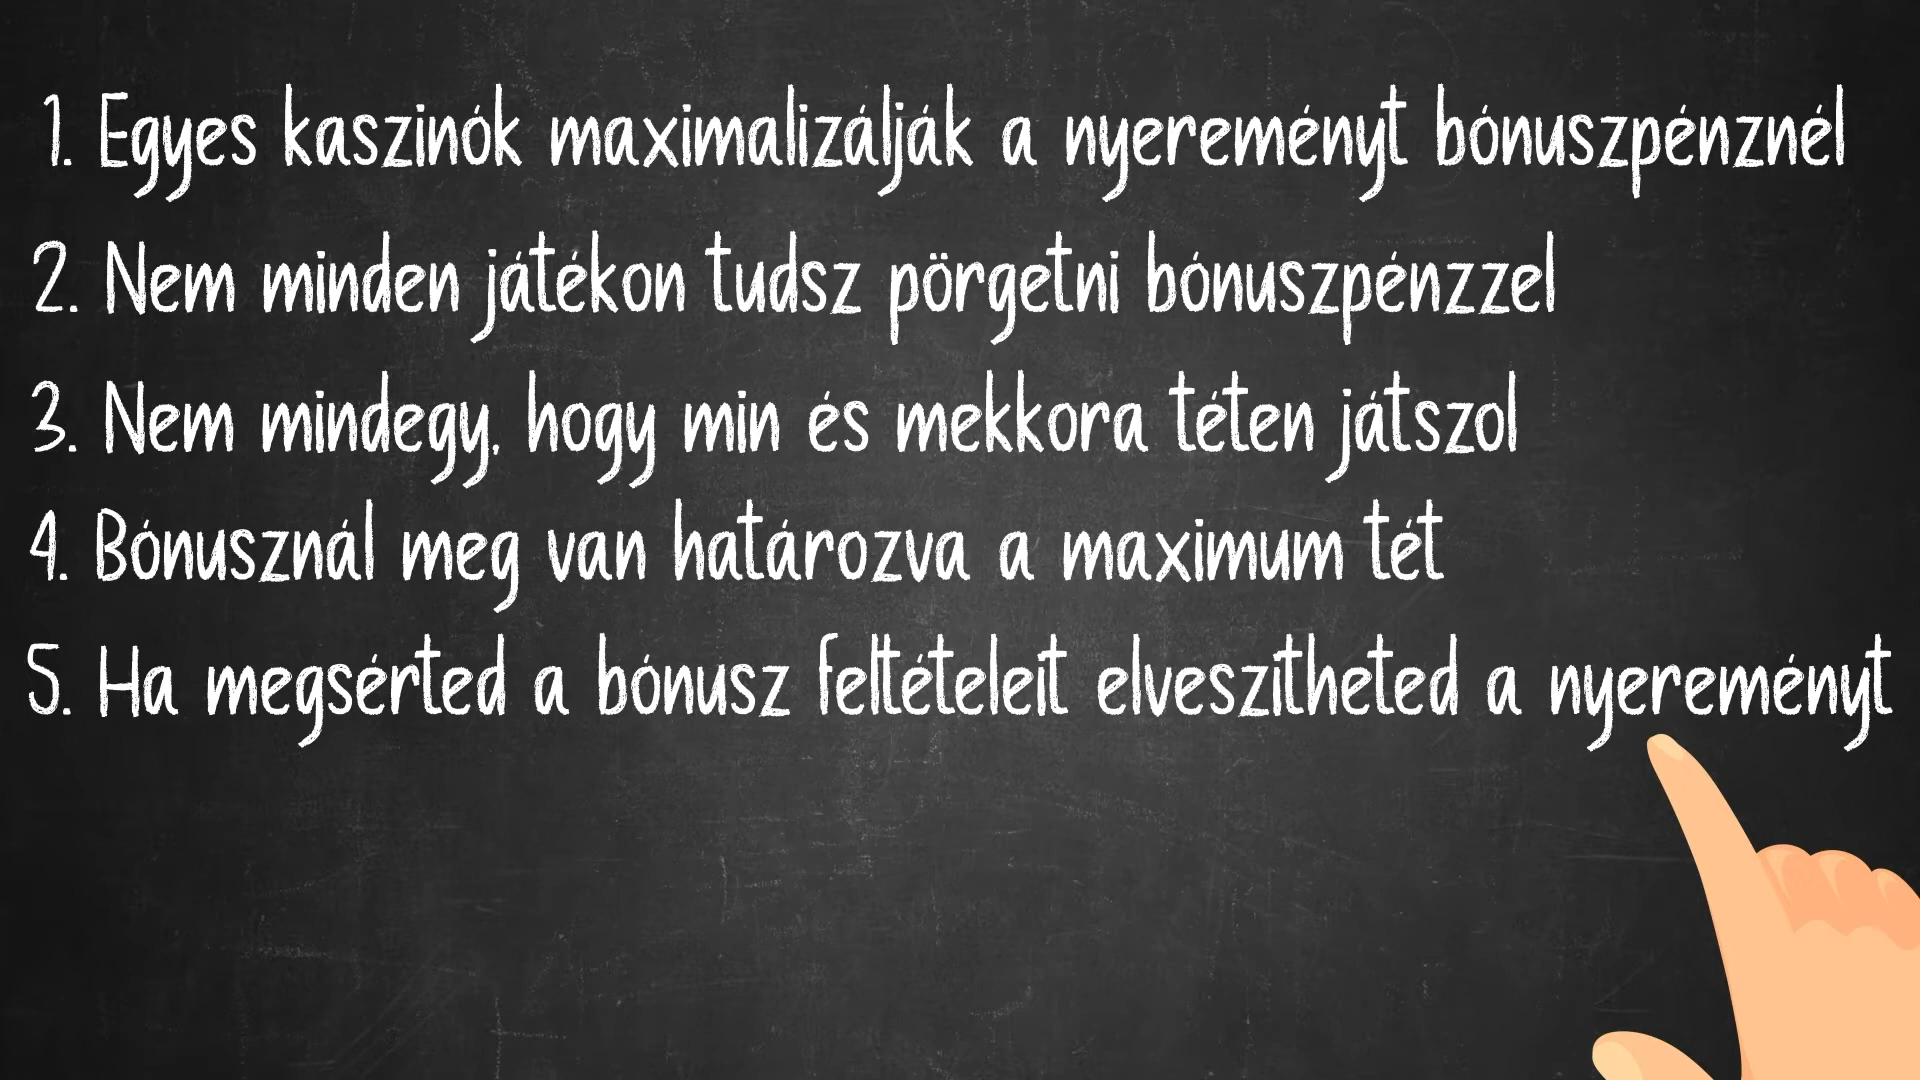 1. Egyes kaszinók maximalizálják a nyereményt bónuszpénznél
2. Nem minden játékon tudsz pörgetni bónuszpénzzel
3. Nem mindegy, hogy min és mekkora téten játszol
4. Bónusznál meg van határozva a maximum tét
5. Ha megsérted a bónusz feltételeit elveszítheted a nyereményt